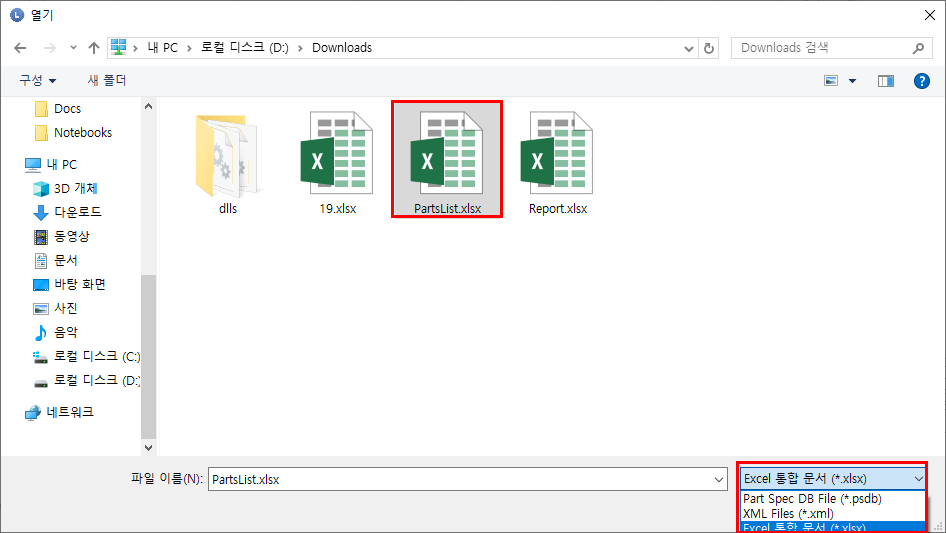 L 열기
내 PC > 로컬 디스크 (D:) > Downloads
Downloads 검색
구성 새 폴더
?
Docs
Notebooks
내 PC
3D 개체
다운로드
동영상
문서
바탕 화면
사진
음악
로컬 디스크 (C:)
로컬 디스크 (D:)
네트워크
dlls
X
19.xlsx
X
PartsList.xlsx
X
Report.xlsx
파일 이름(N): PartsList.xlsx
Excel 통합 문서 (*.xlsx)
Part Spec DB File (*.psdb)
XML Files (*.xml)
Excel 통합 문서 (*.xlsx)